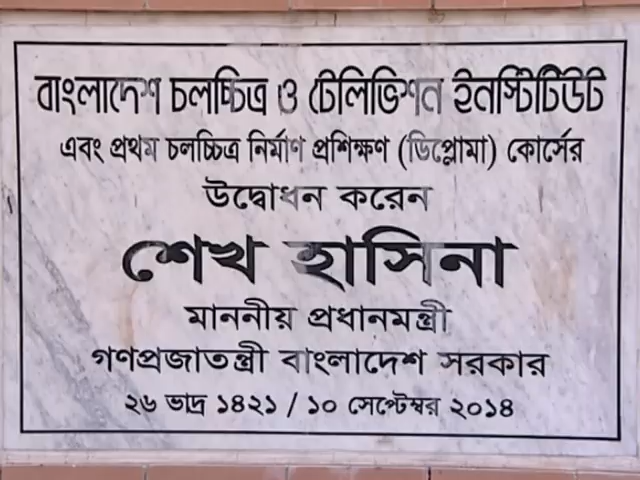 বাংলাদেশ চলচ্চিত্র ও টেলিভিশন ইনস্টিটিউট
এবং প্রথম চলচ্চিত্র নির্মাণ প্রশিক্ষণ (ডিপ্লোমা) কোর্সের
উদ্বোধন করেন
শেখ হাসিনা
মাননীয় প্রধানমন্ত্রী
গণপ্রজাতন্ত্রী বাংলাদেশ সরকার
২৬ ভাদ্র ১৪২১ / ১০ সেপ্টেম্বর ২০১৪